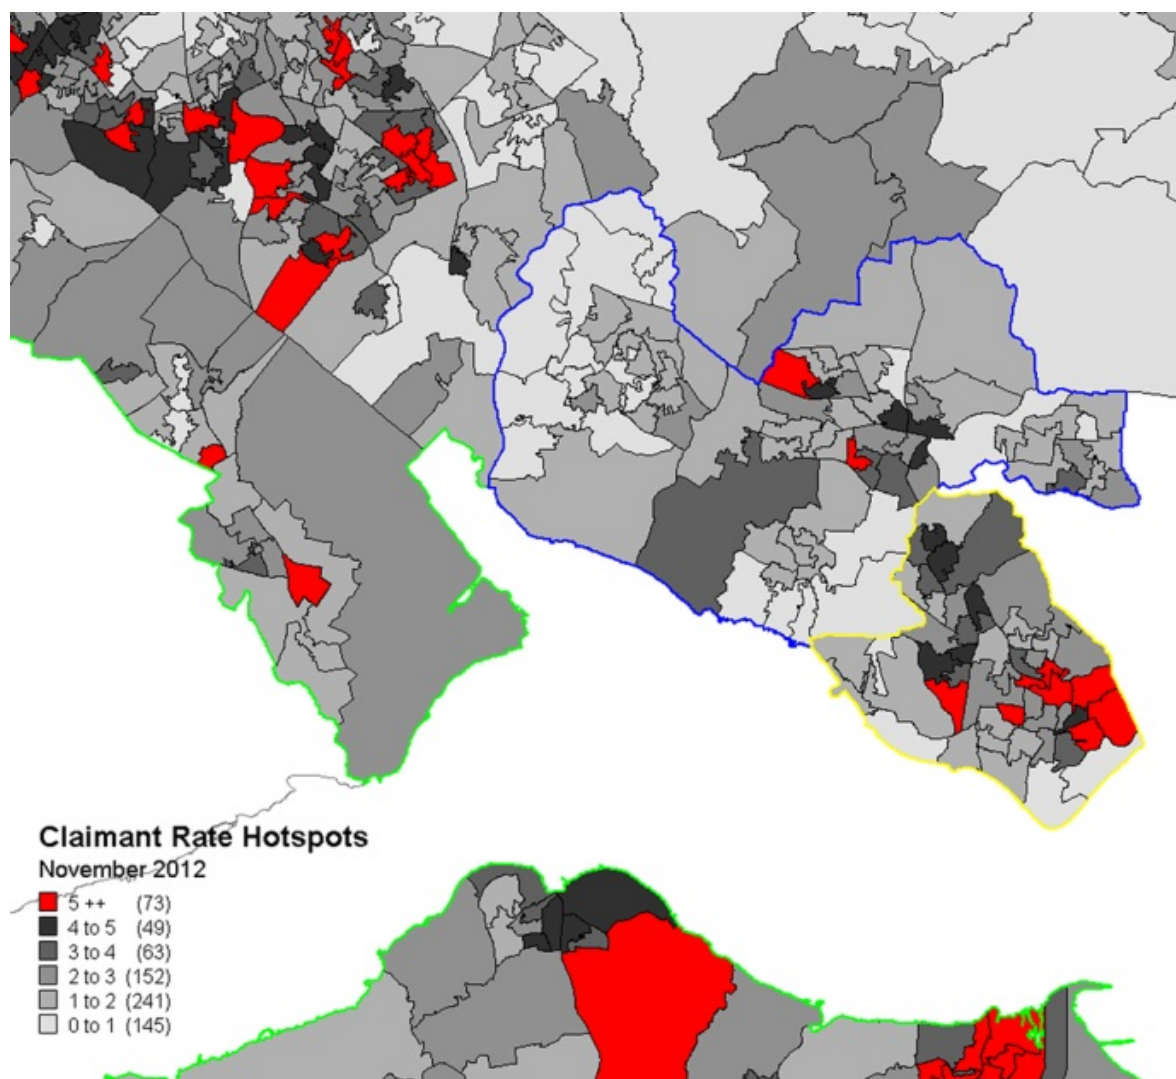 Claimant Rate Hotspots
November 2012
5 ++ (73)
4 to 5 (49)
3 to 4 (63)
2 to 3 (152)
1 to 2 (241)
0 to 1 (145)